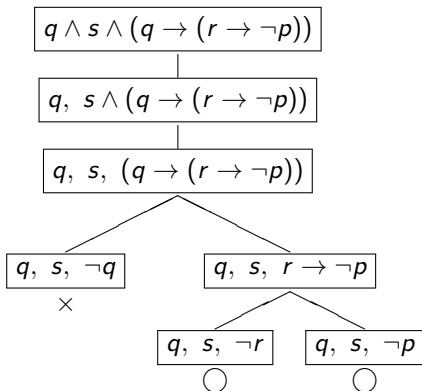 q ∧ s ∧ (q → (r → ¬p))
q, s ∧ (q → (r → ¬p))
q, s, (q → (r → ¬p))
q, s, ¬q
q, s, r → ¬p
×
q, s, ¬r
q, s, ¬p